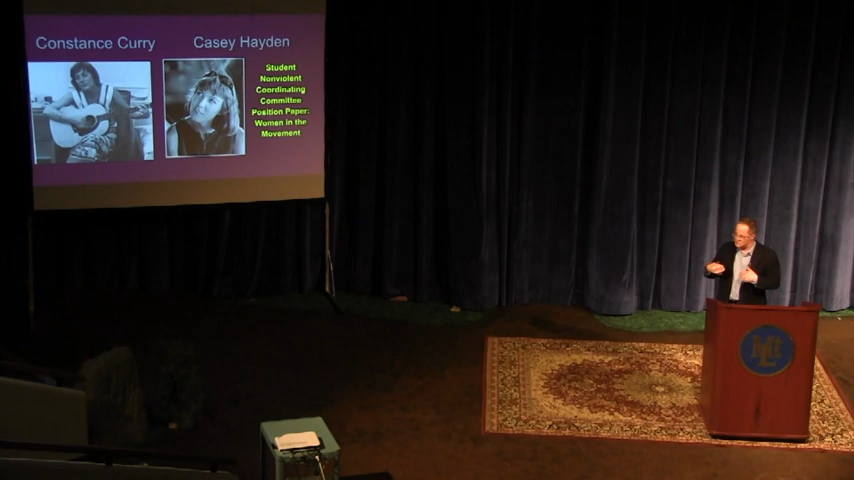 Constance Curry
Casey Hayden
Student
Nonviolent
Coordinating
Committee
Position Paper:
Women in the
Movement